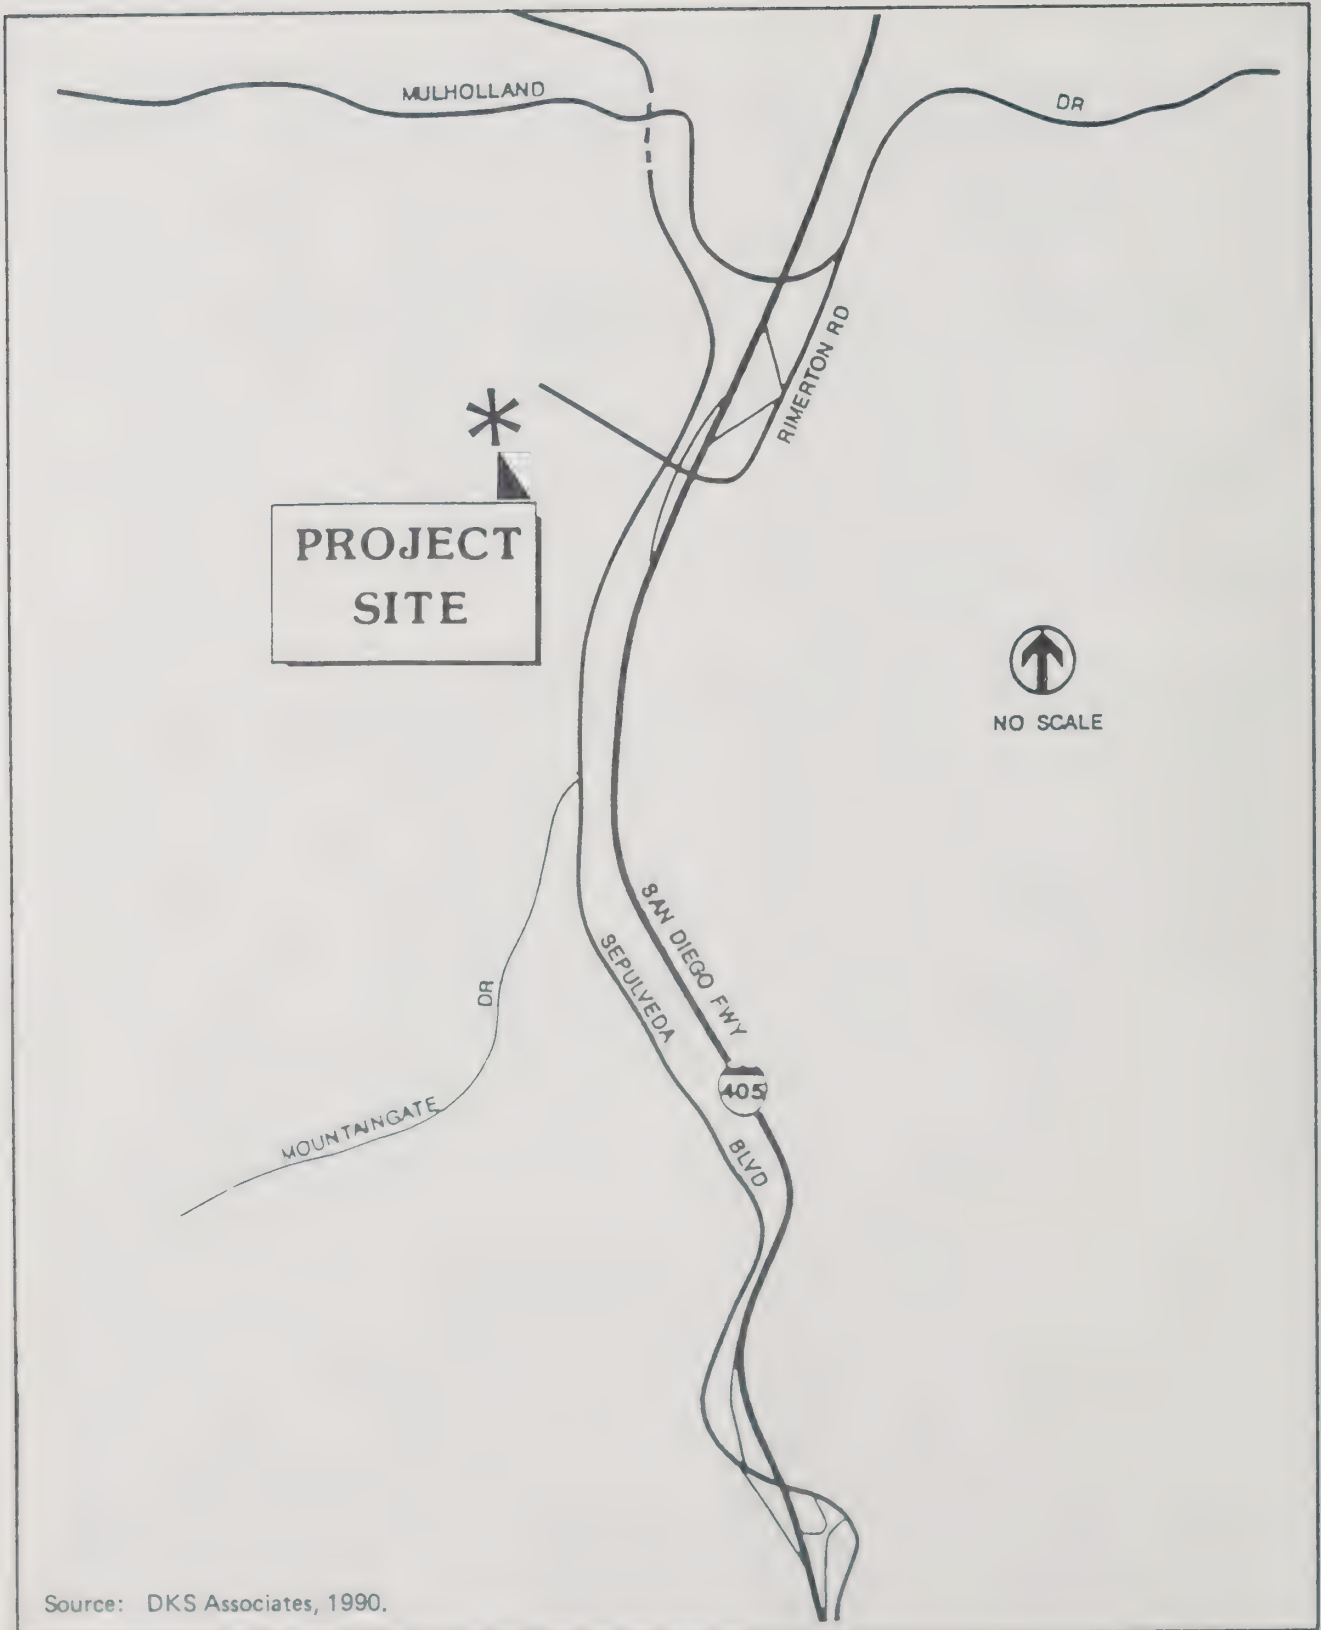 MULHOLLAND
DR
RIMERTON RD
PROJECT
SITE
NO SCALE
SAN DIEGO FWY
SEPULVEDA
DR
405
MOUNTAINGATE
BLVD
Source: DKS Associates, 1990.